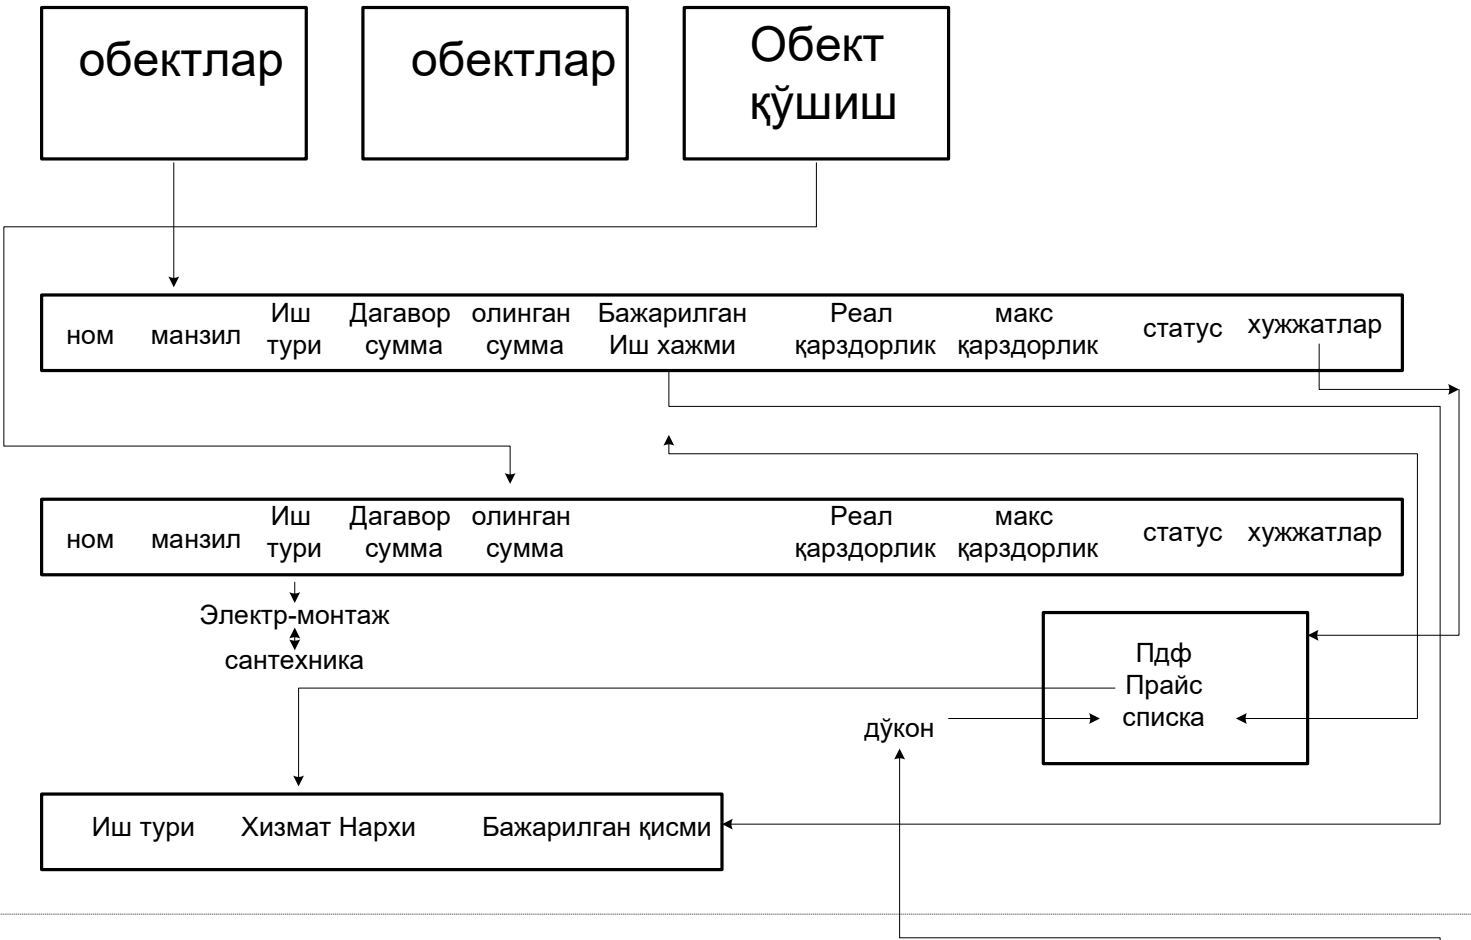 обектлар
обектлар
Обект
қўшиш
ном
манзил
Иш
тури
Дагавор
сумма
олинган
сумма
Бажарилган
Иш хажми
Реал
қарздорлик
макс
қарздорлик
статус
хужжатлар
ном
манзил
Иш
тури
Дагавор
сумма
олинган
сумма
Реал
қарздорлик
макс
қарздорлик
статус
хужжатлар
Электр-монтаж
сантехника
Пдф
Прайс
списка
дўкон
Иш тури
Хизмат Нархи
Бажарилган қисми